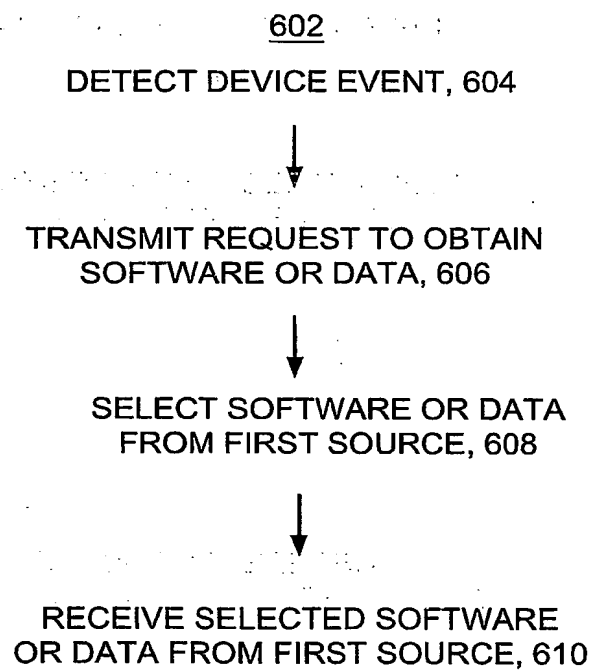 602
DETECT DEVICE EVENT, 604
TRANSMIT REQUEST TO OBTAIN
SOFTWARE OR DATA, 606
SELECT SOFTWARE OR DATA
FROM FIRST SOURCE, 608
RECEIVE SELECTED SOFTWARE
OR DATA FROM FIRST SOURCE, 610